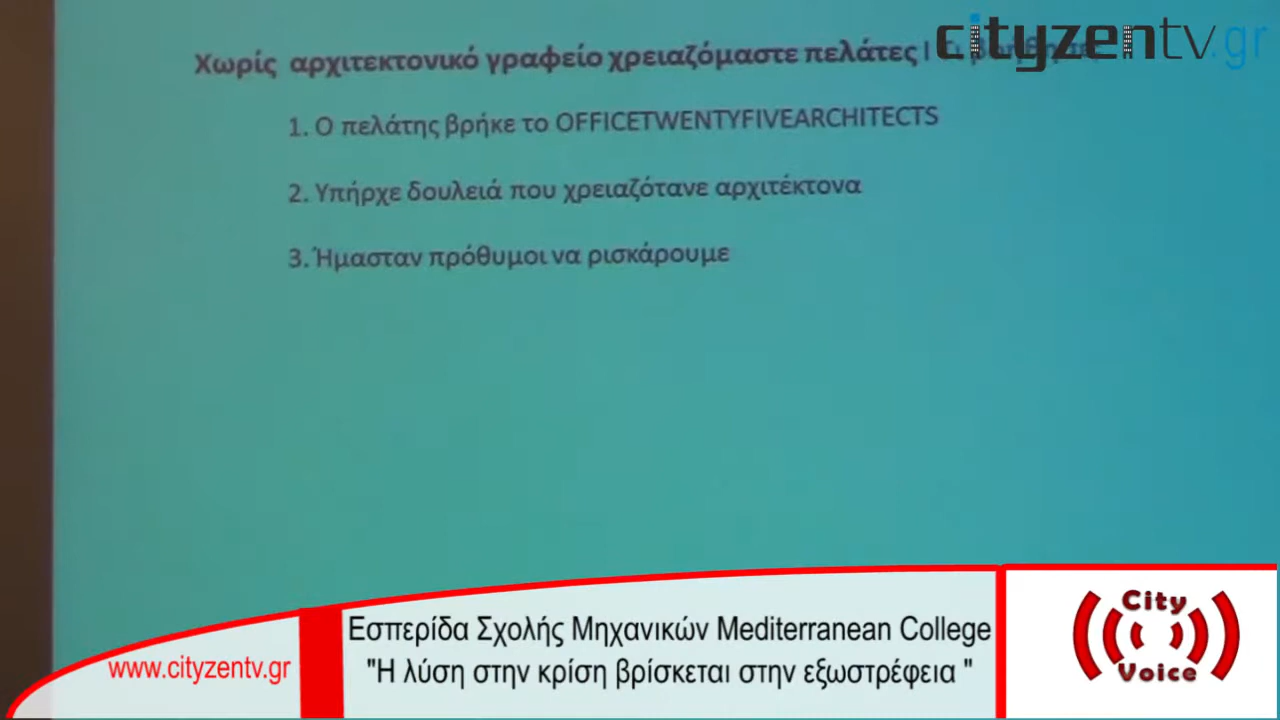 cityzentv.gr
Χωρίς αρχιτεκτονικό γραφείο χρειαζόμαστε πελάτες |
1. Ο πελάτης βρήκε το OFFICETWENTYFIVEARCHITECTS
2. Υπήρχε δουλειά που χρειαζότανε αρχιτέκτονα
3. Ήμασταν πρόθυμοι να ρισκάρουμε
Εσπερίδα Σχολής Μηχανικών Mediterranean College
"Η λύση στην κρίση βρίσκεται στην εξωστρέφεια "
www.cityzentv.gr
City
Voice